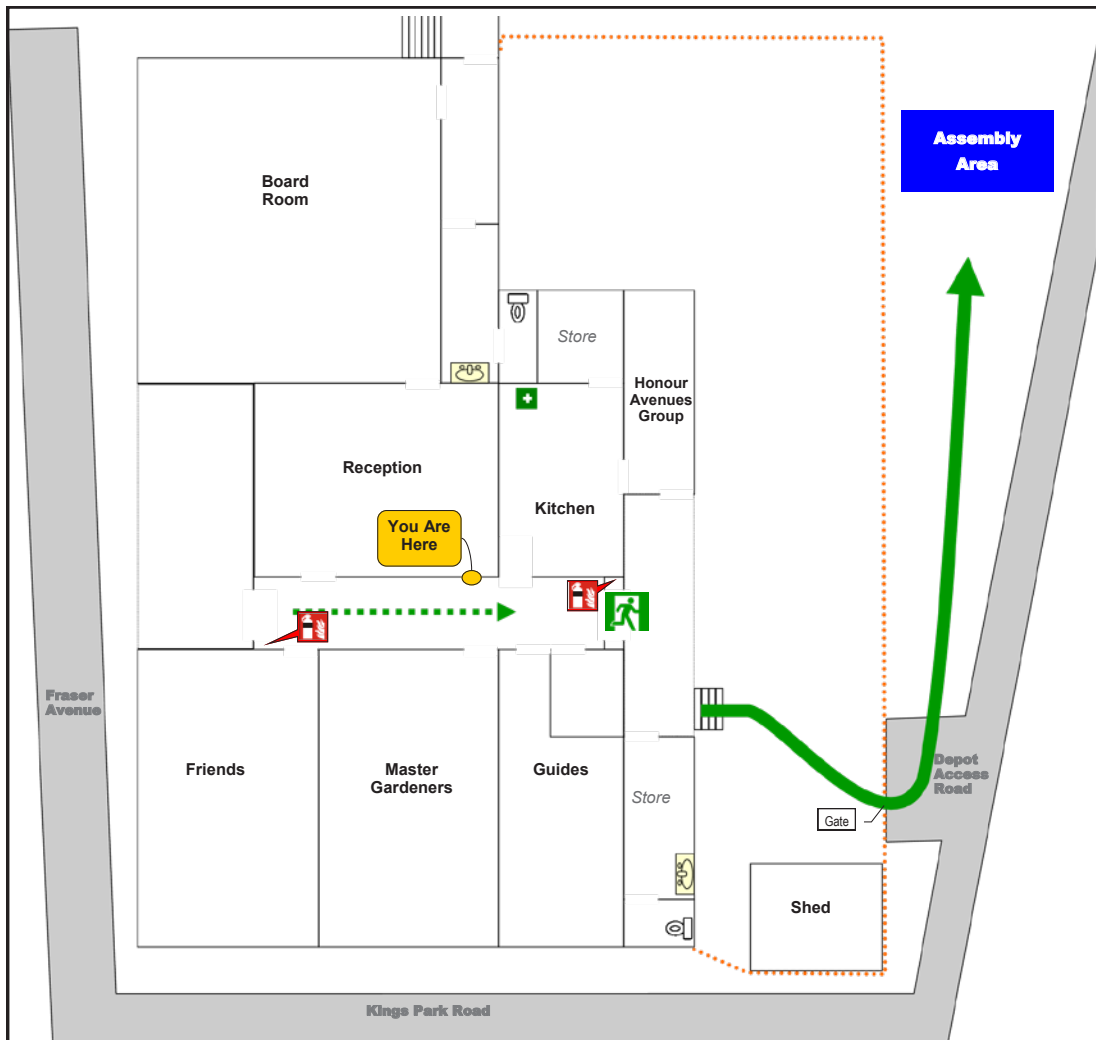 Assembly
Area
Board
Room
Store
Honour
Avenues
Group
Reception
Kitchen
You Are
Here
Fraser
Avenue
Friends
Master
Gardeners
Guides
Store
Depot
Access
Road
Gate
Shed
Kings Park Road